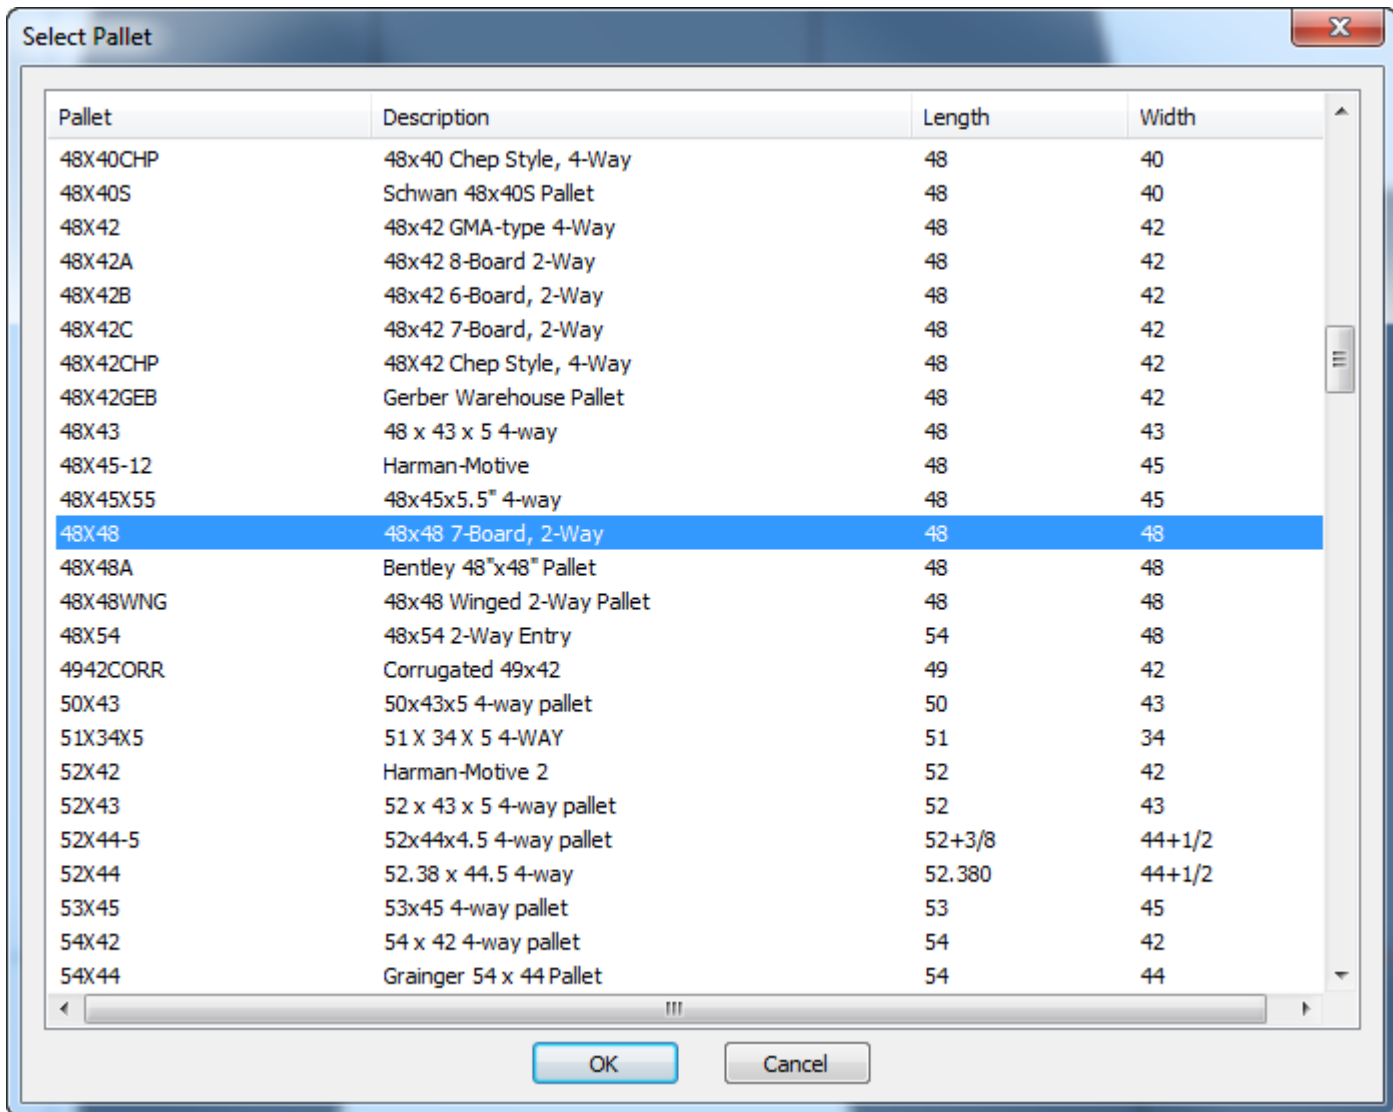 Select Pallet
Pallet Description Length Width
48X40CHP 48x40 Chep Style, 4-Way 48 40
48X40S Schwan 48x40S Pallet 48 40
48X42 48x42 GMA-type 4-Way 48 42
48X42A 48x42 8-Board 2-Way 48 42
48X42B 48x42 6-Board, 2-Way 48 42
48X42C 48x42 7-Board, 2-Way 48 42
48X42CHP 48X42 Chep Style, 4-Way 48 42
48X42GEB Gerber Warehouse Pallet 48 42
48X43 48 x 43 x 5 4-way 48 43
48X45-12 Harman-Motive 48 45
48X45X55 48x45x5.5" 4-way 48 45
48X48 48x48 7-Board, 2-Way 48 48
48X48A Bentley 48"x48" Pallet 48 48
48X48WNG 48x48 Winged 2-Way Pallet 48 48
48X54 48x54 2-Way Entry 54 48
4942CORR Corrugated 49x42 49 42
50X43 50x43x5 4-way pallet 50 43
51X34X5 51 X 34 X 5 4-WAY 51 34
52X42 Harman-Motive 2 52 42
52X43 52 x 43 x 5 4-way pallet 52 43
52X44-5 52x44x4.5 4-way pallet 52+3/8 44+1/2
52X44 52.38 x 44.5 4-way 52.380 44+1/2
53X45 53x45 4-way pallet 53 45
54X42 54 x 42 4-way pallet 54 42
54X44 Grainger 54 x 44 Pallet 54 44
OK Cancel